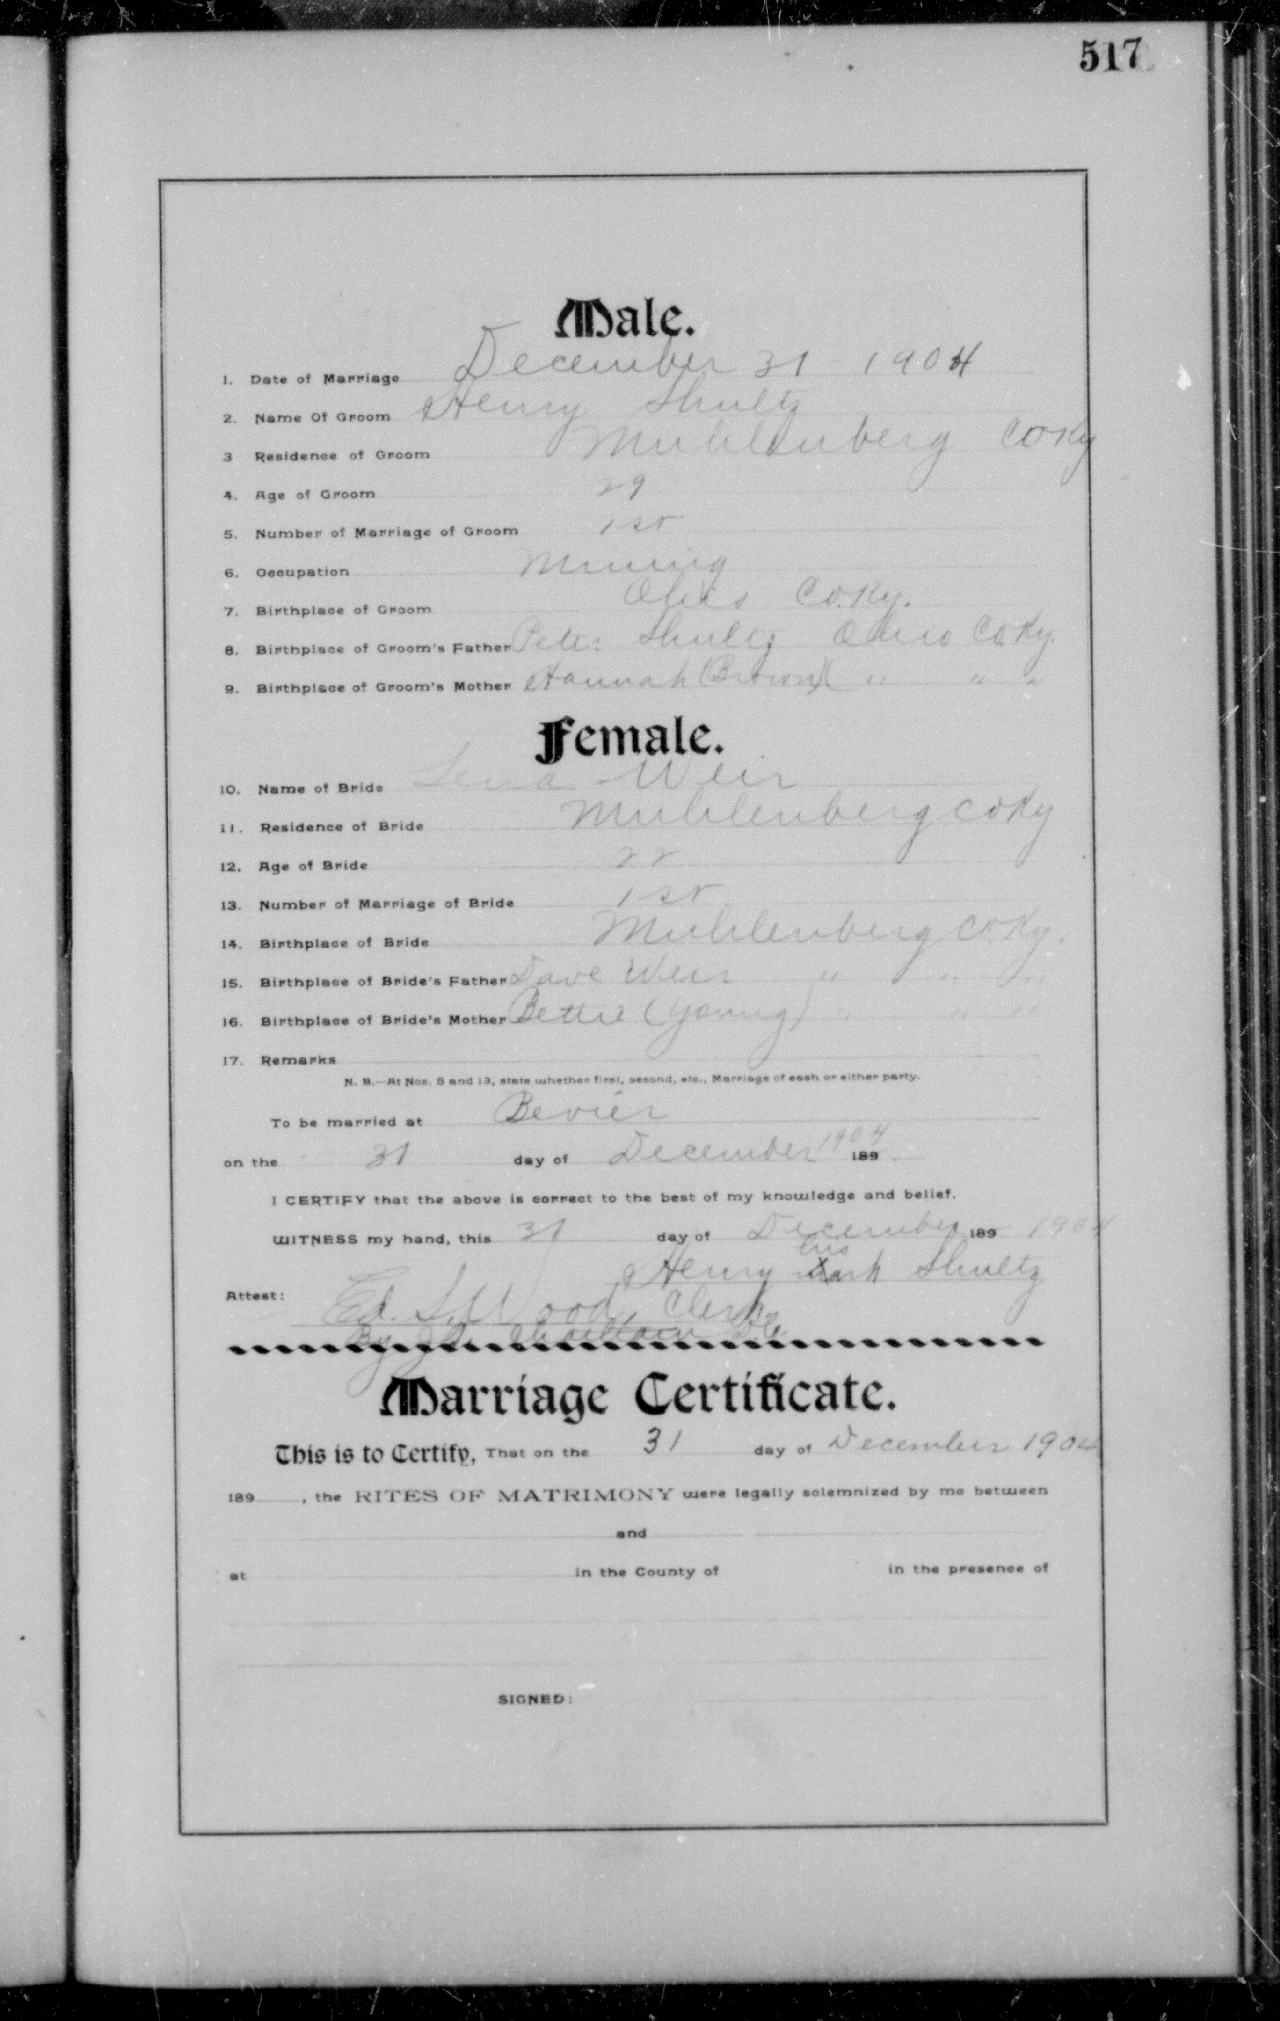 517
Male.
1. Date of Marriage December 31 1904
2. Name Of Groom Henry Shultz
3 Residence of Groom Muhlenberg Co Ky
4. Age of Groom 29
5. Number of Marriage of Groom 1st
6. Occupation Mining
7. Birthplace of Groom Ohio Co. Ky.
8. Birthplace of Groom's Father Peter Shultz Ohio Co Ky.
9. Birthplace of Groom's Mother Hannah (Brown) " " "
Female.
10. Name of Bride Lena Weir
11. Residence of Bride Muhlenberg Co Ky
12. Age of Bride 22
13. Number of Marriage of Bride 1st
14. Birthplace of Bride Muhlenberg Co. Ky.
15. Birthplace of Bride's Father Dave Weir " " "
16. Birthplace of Bride's Mother Bettie (Young) " " "
17. Remarks
N. B.—At Nos. 5 and 13, state whether first, second, etc., Marriage of each or either party.
To be married at Bevier
on the 31 day of December 1904 189
I CERTIFY that the above is correct to the best of my knowledge and belief.
WITNESS my hand, this 31 day of December 189 1904
his
Henry x mark Shultz
Attest: Ed. S. Wood, Clerk
By D.C.
Marriage Certificate.
This is to Certify, That on the 31 day of December 1904
189 , the RITES OF MATRIMONY were legally solemnized by me between
and
at in the County of in the presence of
SIGNED: